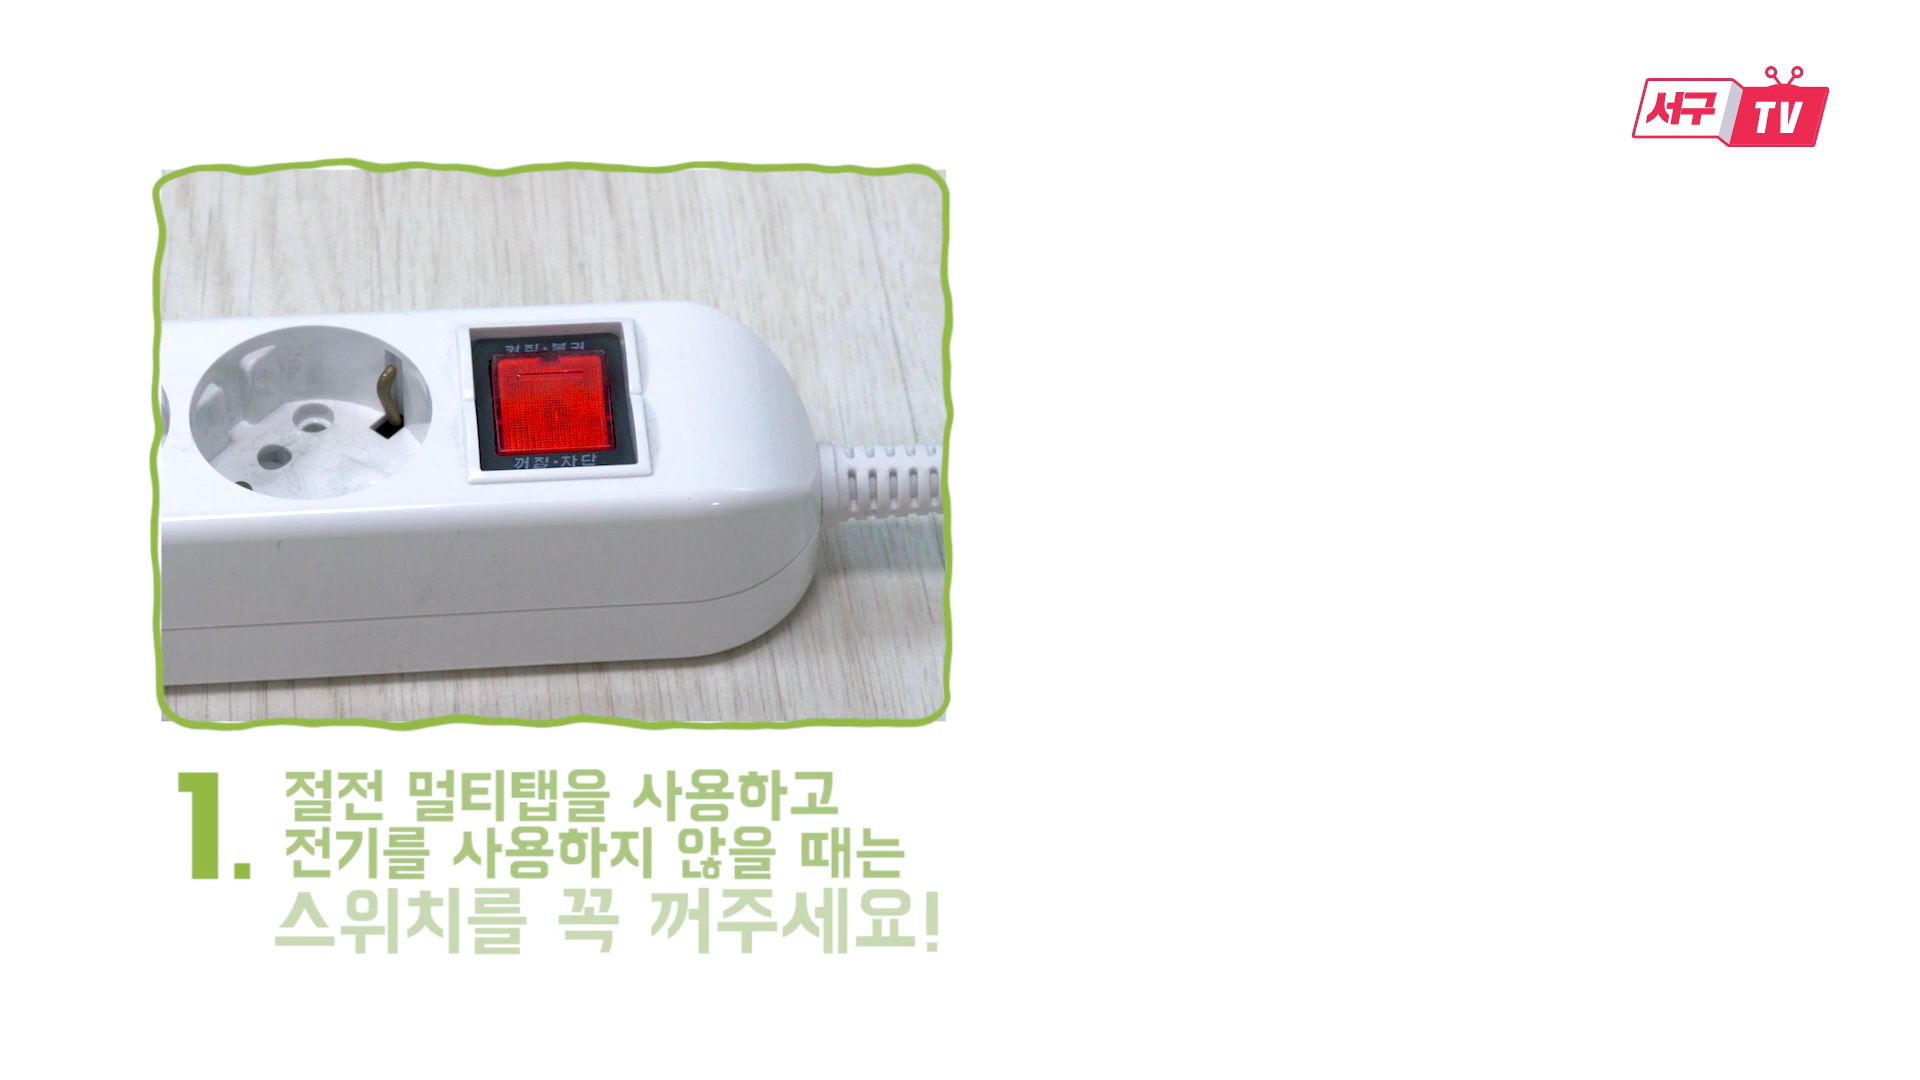 서구 TV
켜짐·복귀
꺼짐·차단
1. 절전 멀티탭을 사용하고
전기를 사용하지 않을 때는
스위치를 꼭 꺼주세요!